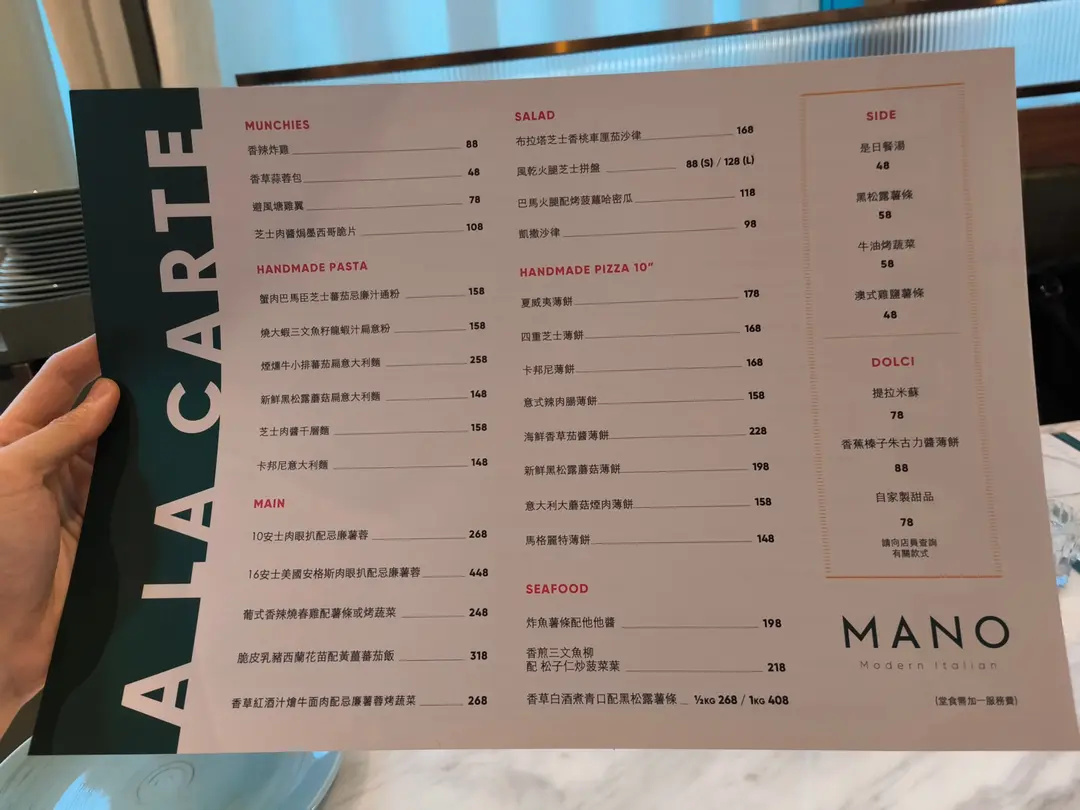 A LA CARTE
MUNCHIES
香辣炸雞 88
香草蒜蓉包 48
避風塘雞翼 78
芝士肉醬焗墨西哥脆片 108
HANDMADE PASTA
蟹肉巴馬臣芝士蕃茄忌廉汁通粉 158
燒大蝦三文魚籽龍蝦汁扁意粉 158
煙燻牛小排蕃茄扁意大利麵 258
新鮮黑松露蘑菇扁意大利麵 148
芝士肉醬千層麵 158
卡邦尼意大利麵 148
MAIN
10安士肉眼扒配忌廉薯蓉 268
16安士美國安格斯肉眼扒配忌廉薯蓉 448
葡式香辣燒春雞配薯條或烤蔬菜 248
脆皮乳豬西蘭花苗配黃薑蕃茄飯 318
香草紅酒汁燴牛面肉配忌廉薯蓉烤蔬菜 268
SALAD
布拉塔芝士香桃車厘茄沙律 168
風乾火腿芝士拼盤 88 (S) / 128 (L)
巴馬火腿配烤菠蘿哈密瓜 118
凱撒沙律 98
HANDMADE PIZZA 10"
夏威夷薄餅 178
四重芝士薄餅 168
卡邦尼薄餅 168
意式辣肉腸薄餅 158
海鮮香草茄醬薄餅 228
新鮮黑松露蘑菇薄餅 198
意大利大蘑菇煙肉薄餅 158
馬格麗特薄餅 148
SEAFOOD
炸魚薯條配他他醬 198
香煎三文魚柳
配 松子仁炒菠菜葉 218
香草白酒煮青口配黑松露薯條 ½KG 268 / 1KG 408
SIDE
是日餐湯
48
黑松露薯條
58
牛油烤蔬菜
58
澳式雞鹽薯條
48
DOLCI
提拉米蘇
78
香蕉榛子朱古力醬薄餅
88
自家製甜品
78
請向店員查詢
有關款式
MANO
Modern Italian
(堂食需加一服務費)